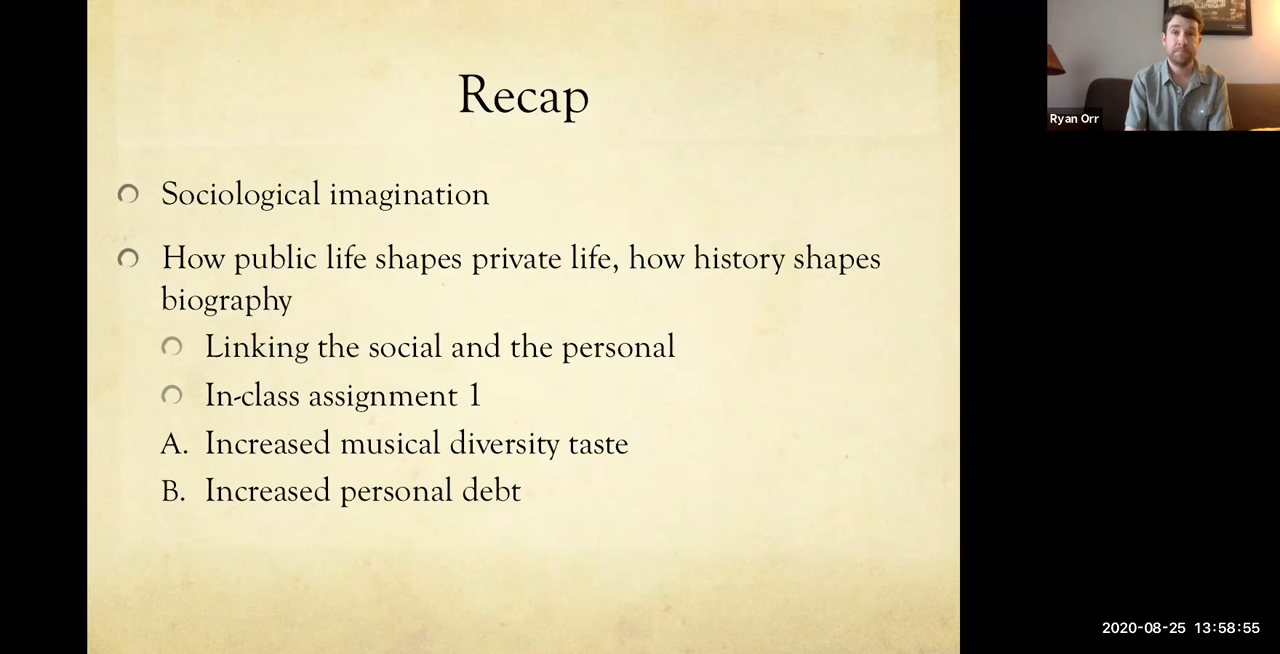 Recap
Sociological imagination
How public life shapes private life, how history shapes
biography
Linking the social and the personal
In-class assignment 1
A. Increased musical diversity taste
B. Increased personal debt
Ryan Orr
2020-08-25 13:58:55